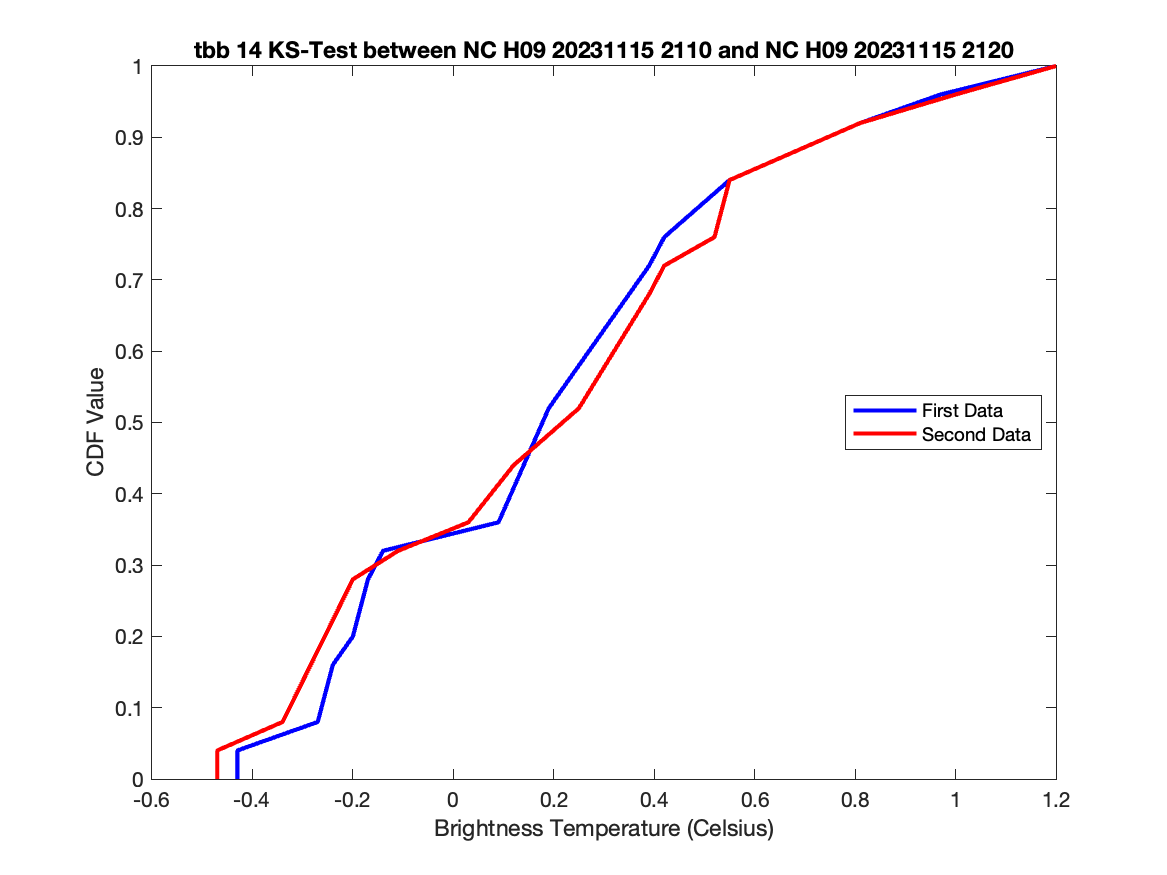 tbb 14 KS-Test between NC H09 20231115 2110 and NC H09 20231115 2120
1
0.9
0.8
0.7
0.6
0.5
0.4
0.3
0.2
0.1
0
CDF Value
First Data
Second Data
-0.6 -0.4 -0.2 0 0.2 0.4 0.6 0.8 1 1.2
Brightness Temperature (Celsius)